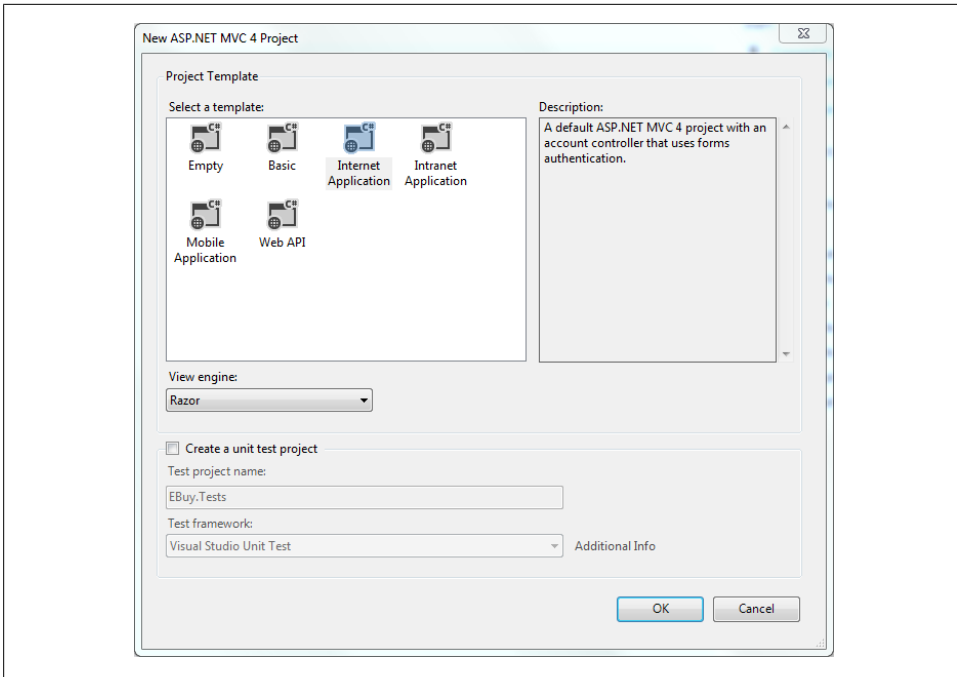 New ASP.NET MVC 4 Project
Project Template
Select a template:
Description:
C#
C#
C#
C#
Empty
Basic
Internet
Application
Intranet
Application
C#
C#
Mobile
Application
Web API
A default ASP.NET MVC 4 project with an
account controller that uses forms
authentication.
View engine:
Razor
Create a unit test project
Test project name:
EBuy.Tests
Test framework:
Visual Studio Unit Test
Additional Info
OK
Cancel